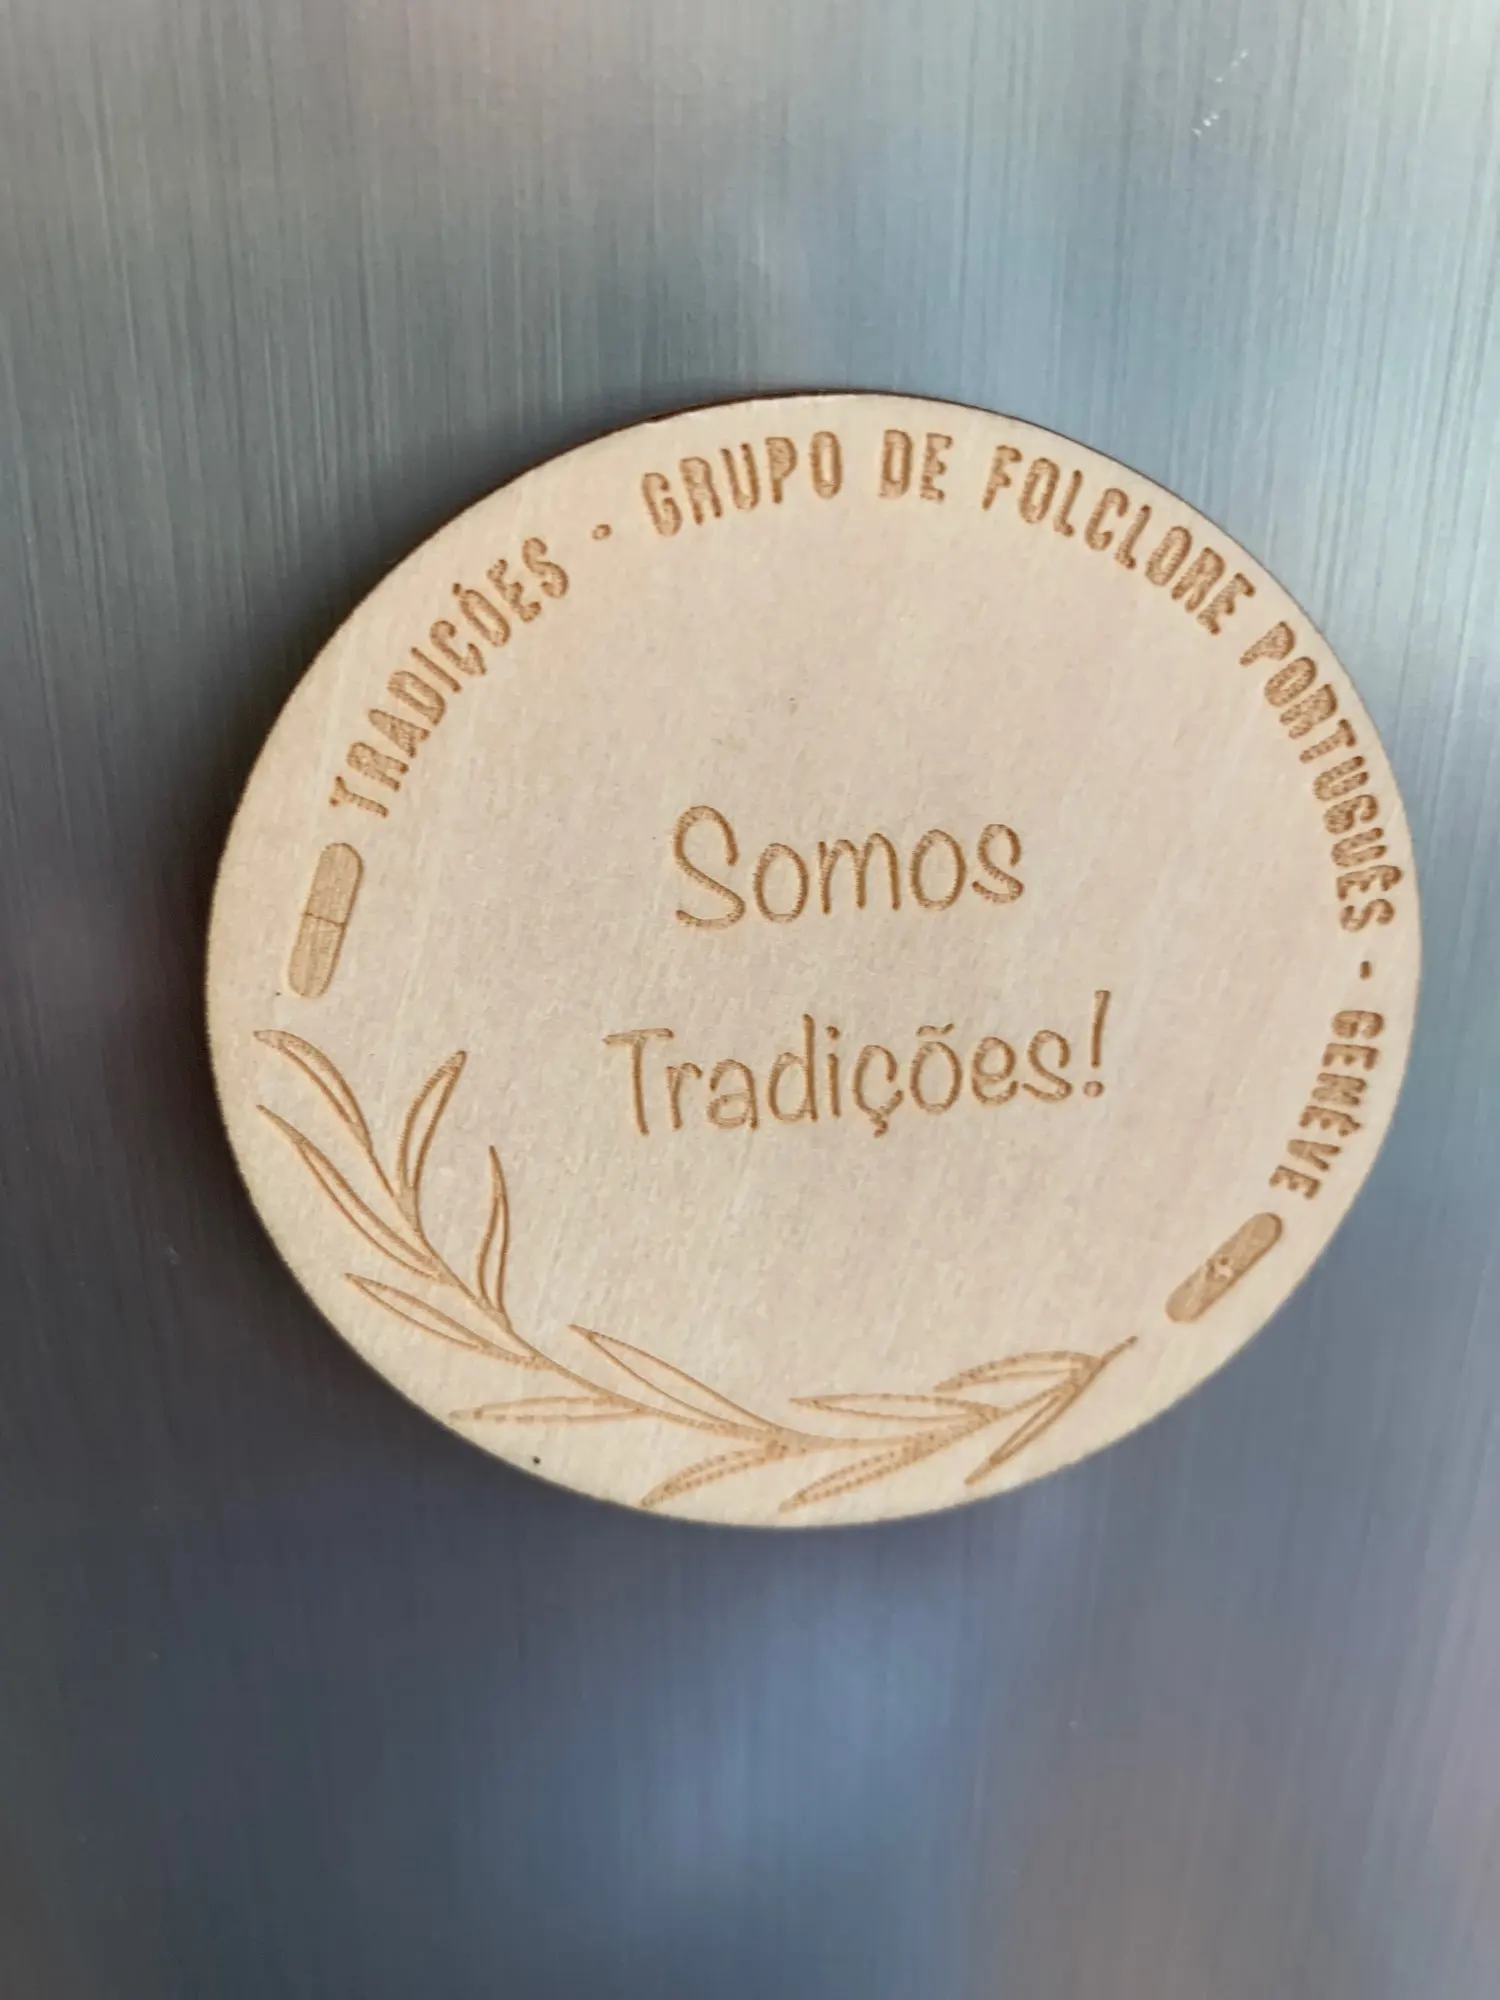 TRADIÇÕES - GRUPO DE FOLCLORE PORTUGUÊS - GENÈVE
Somos
Tradições!